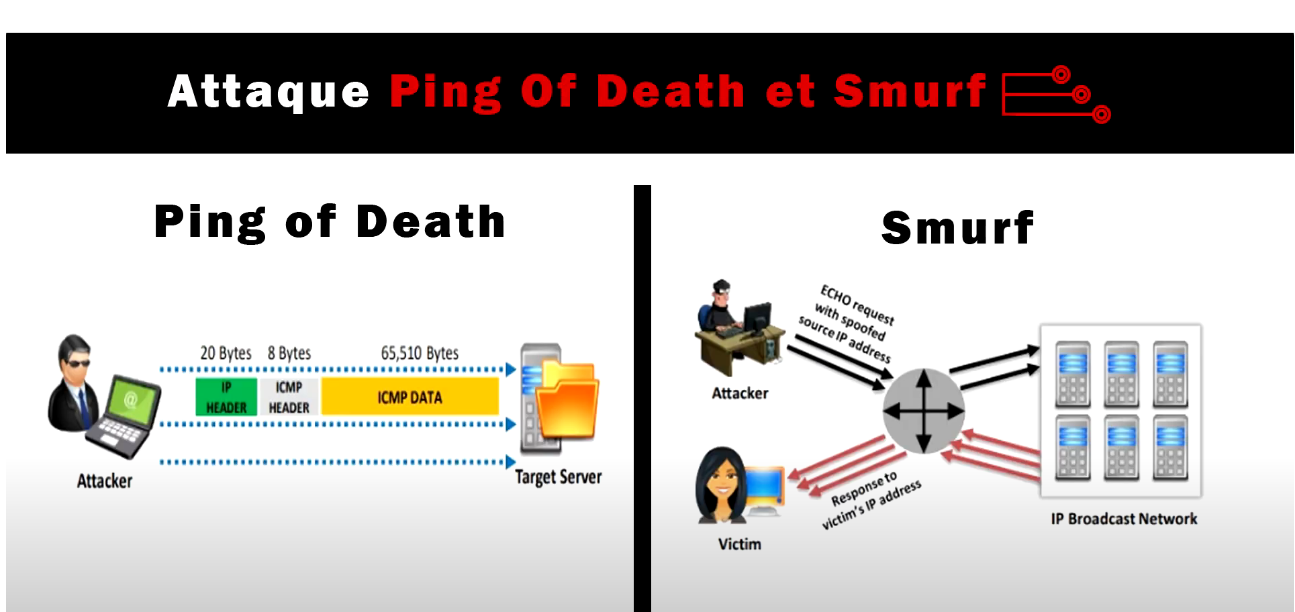 Attaque Ping Of Death et Smurf
Ping of Death
20 Bytes 8 Bytes 65,510 Bytes
IP HEADER
ICMP HEADER
ICMP DATA
@
Attacker
Target Server
Smurf
ECHO request
with spoofed
source IP address
Attacker
Response to
victim's IP address
Victim
IP Broadcast Network